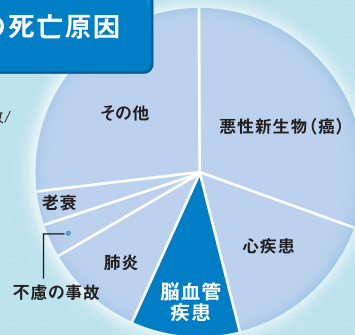 の死亡原因
その他
悪性新生物（癌）
老衰
心疾患
肺炎
不慮の事故
脳血管
疾患